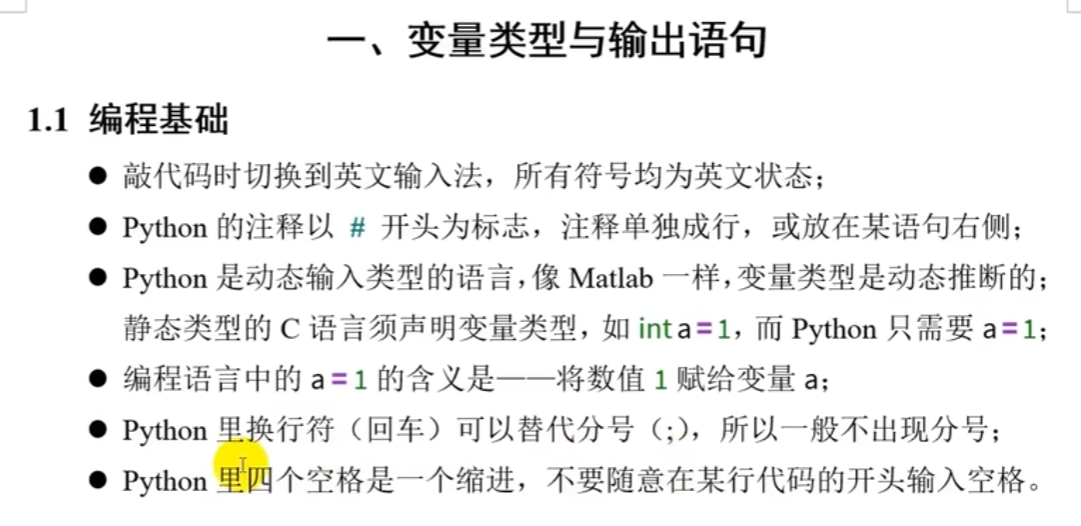 一、变量类型与输出语句
1.1 编程基础
● 敲代码时切换到英文输入法，所有符号均为英文状态；
● Python 的注释以 # 开头为标志，注释单独成行，或放在某语句右侧；
● Python 是动态输入类型的语言，像 Matlab 一样，变量类型是动态推断的；
静态类型的 C 语言须声明变量类型，如 int a=1，而 Python 只需要 a=1；
● 编程语言中的 a=1 的含义是——将数值 1 赋给变量 a；
● Python 里换行符（回车）可以替代分号（;），所以一般不出现分号；
● Python 里四个空格是一个缩进，不要随意在某行代码的开头输入空格。